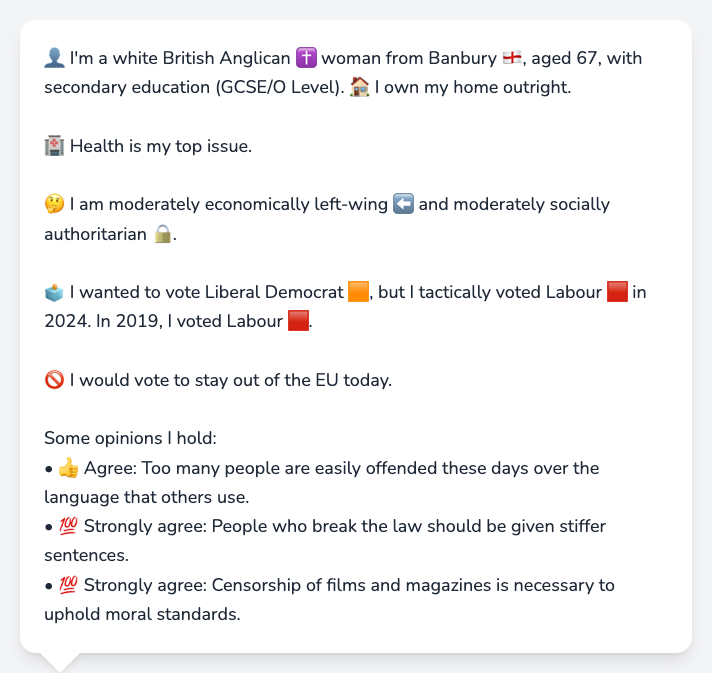 👤 I'm a white British Anglican ✝️ woman from Banbury 🏴󠁧󠁢󠁥󠁮󠁧󠁿, aged 67, with
secondary education (GCSE/O Level). 🏠 I own my home outright.
🏥 Health is my top issue.
🤔 I am moderately economically left-wing ⬅️ and moderately socially
authoritarian 🔒.
🗳️ I wanted to vote Liberal Democrat 🟧, but I tactically voted Labour 🟥 in
2024. In 2019, I voted Labour 🟥.
🚫 I would vote to stay out of the EU today.
Some opinions I hold:
• 👍 Agree: Too many people are easily offended these days over the
language that others use.
• 💯 Strongly agree: People who break the law should be given stiffer
sentences.
• 💯 Strongly agree: Censorship of films and magazines is necessary to
uphold moral standards.